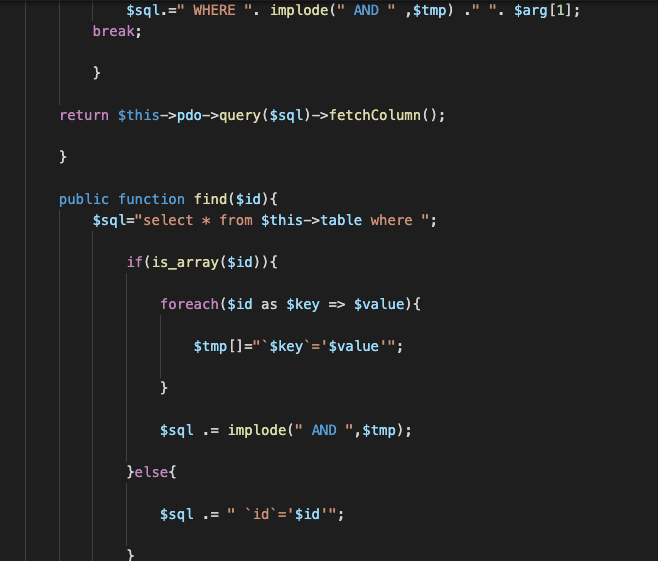 $sql.=" WHERE ". implode(" AND " ,$tmp) ." ". $arg[1];
break;
}
return $this->pdo->query($sql)->fetchColumn();
}
public function find($id){
$sql="select * from $this->table where ";
if(is_array($id)){
foreach($id as $key => $value){
$tmp[]="`$key`='$value'";
}
$sql .= implode(" AND ",$tmp);
}else{
$sql .= " `id`='$id'";
}